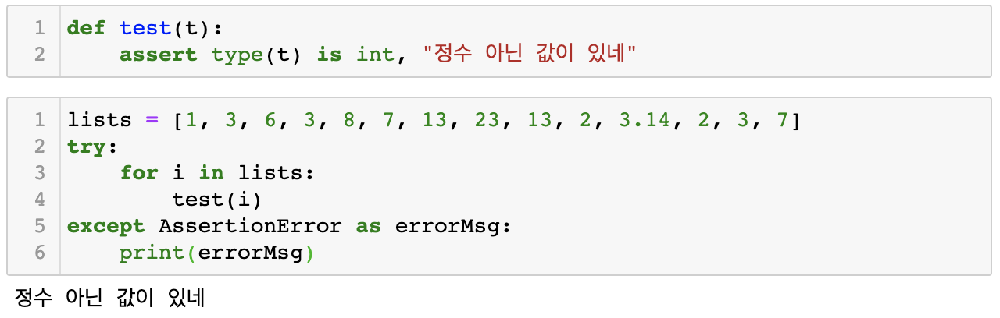 1 def test(t):
2     assert type(t) is int, "정수 아닌 값이 있네"
1 lists = [1, 3, 6, 3, 8, 7, 13, 23, 13, 2, 3.14, 2, 3, 7]
2 try:
3     for i in lists:
4         test(i)
5 except AssertionError as errorMsg:
6     print(errorMsg)
정수 아닌 값이 있네